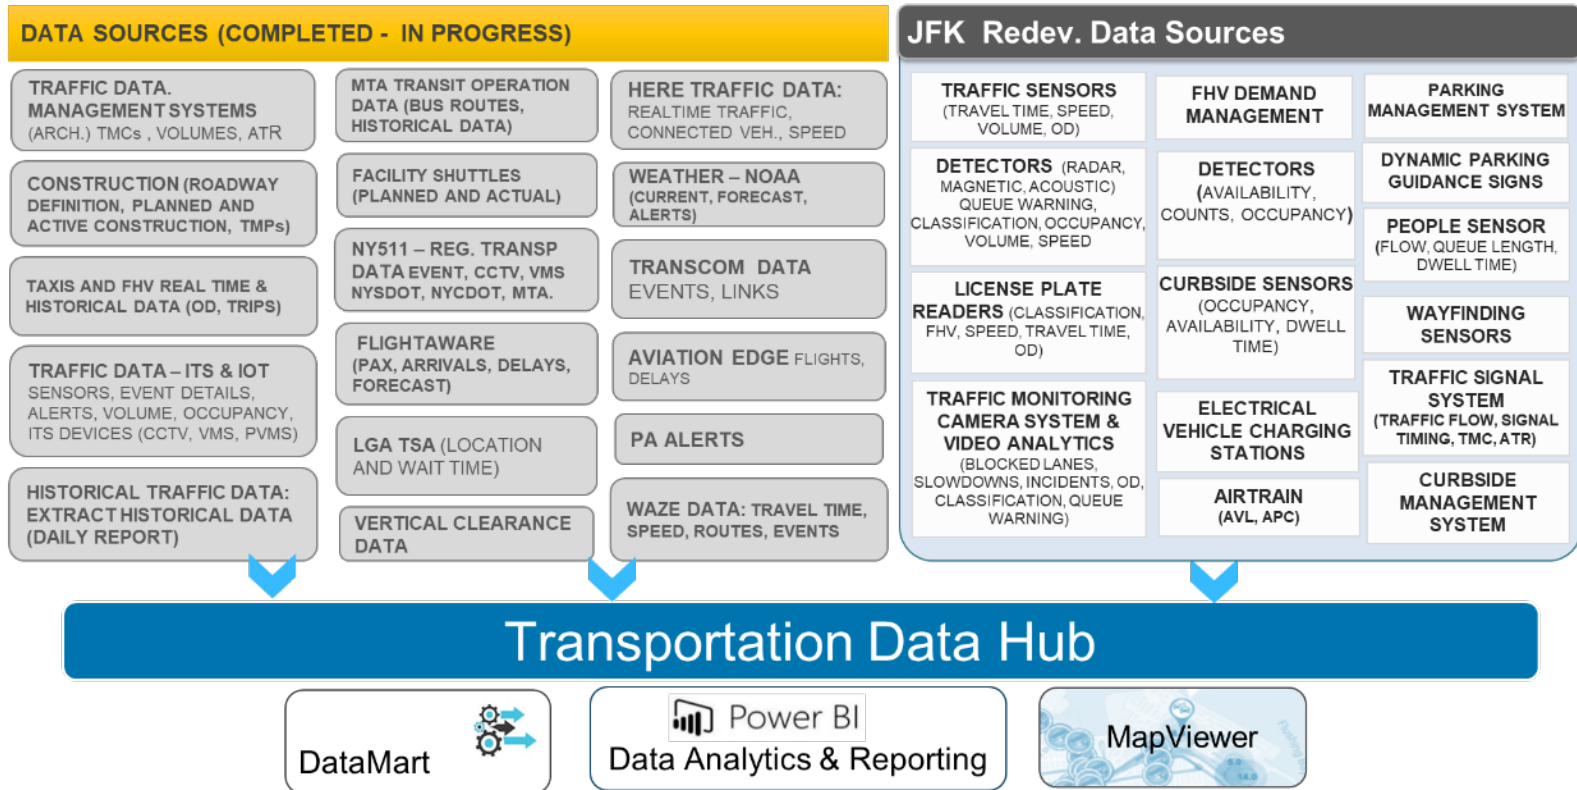 DATA SOURCES (COMPLETED - IN PROGRESS)
TRAFFIC DATA.
MANAGEMENT SYSTEMS
(ARCH.) TMCs , VOLUMES, ATR
CONSTRUCTION (ROADWAY
DEFINITION, PLANNED AND
ACTIVE CONSTRUCTION, TMPs)
TAXIS AND FHV REAL TIME &
HISTORICAL DATA (OD, TRIPS)
TRAFFIC DATA – ITS & IOT
SENSORS, EVENT DETAILS,
ALERTS, VOLUME, OCCUPANCY,
ITS DEVICES (CCTV, VMS, PVMS)
HISTORICAL TRAFFIC DATA:
EXTRACT HISTORICAL DATA
(DAILY REPORT)
MTA TRANSIT OPERATION
DATA (BUS ROUTES,
HISTORICAL DATA)
FACILITY SHUTTLES
(PLANNED AND ACTUAL)
NY511 – REG. TRANSP
DATA EVENT, CCTV, VMS
NYSDOT, NYCDOT, MTA.
FLIGHTAWARE
(PAX, ARRIVALS, DELAYS,
FORECAST)
LGA TSA (LOCATION
AND WAIT TIME)
VERTICAL CLEARANCE
DATA
HERE TRAFFIC DATA:
REALTIME TRAFFIC,
CONNECTED VEH., SPEED
WEATHER – NOAA
(CURRENT, FORECAST,
ALERTS)
TRANSCOM DATA
EVENTS, LINKS
AVIATION EDGE FLIGHTS,
DELAYS
PA ALERTS
WAZE DATA: TRAVEL TIME,
SPEED, ROUTES, EVENTS
JFK Redev. Data Sources
TRAFFIC SENSORS
(TRAVEL TIME, SPEED,
VOLUME, OD)
DETECTORS (RADAR,
MAGNETIC, ACOUSTIC)
QUEUE WARNING,
CLASSIFICATION, OCCUPANCY,
VOLUME, SPEED
LICENSE PLATE
READERS (CLASSIFICATION,
FHV, SPEED, TRAVEL TIME,
OD)
TRAFFIC MONITORING
CAMERA SYSTEM &
VIDEO ANALYTICS
(BLOCKED LANES,
SLOWDOWNS, INCIDENTS, OD,
CLASSIFICATION, QUEUE
WARNING)
FHV DEMAND
MANAGEMENT
DETECTORS
(AVAILABILITY,
COUNTS, OCCUPANCY)
CURBSIDE SENSORS
(OCCUPANCY,
AVAILABILITY, DWELL
TIME)
ELECTRICAL
VEHICLE CHARGING
STATIONS
AIRTRAIN
(AVL, APC)
PARKING
MANAGEMENT SYSTEM
DYNAMIC PARKING
GUIDANCE SIGNS
PEOPLE SENSOR
(FLOW, QUEUE LENGTH,
DWELL TIME)
WAYFINDING
SENSORS
TRAFFIC SIGNAL
SYSTEM
(TRAFFIC FLOW, SIGNAL
TIMING, TMC, ATR)
CURBSIDE
MANAGEMENT
SYSTEM
Transportation Data Hub
DataMart
Power BI
Data Analytics & Reporting
MapViewer
Flushing
5.0
14.0